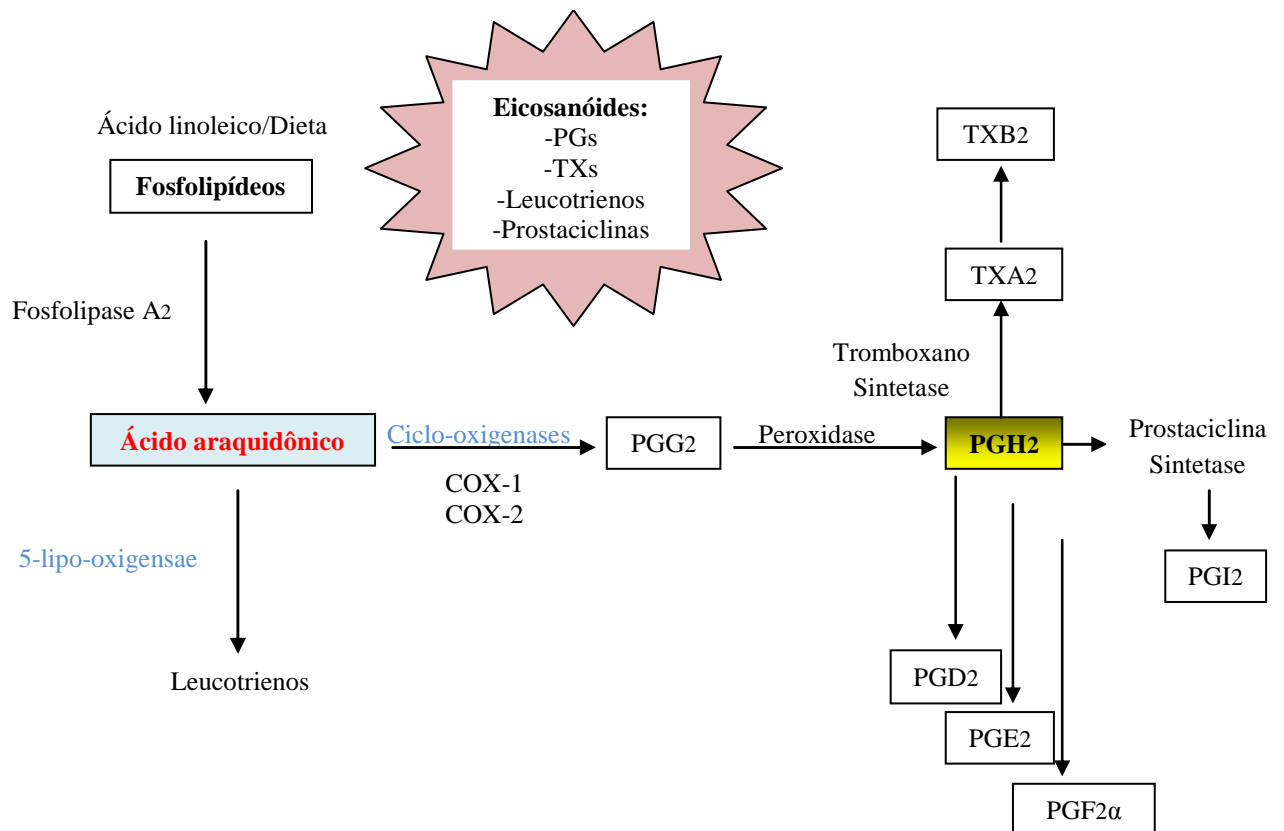 Eicosanóides:
-PGs
-TXs
-Leucotrienos
-Prostaciclinas
Ácido linoleico/Dieta
Fosfolipídeos
Fosfolipase A2
Ácido araquidônico
Ciclo-oxigenases
COX-1
COX-2
5-lipo-oxigensae
Leucotrienos
PGG2
Peroxidase
PGH2
Tromboxano
Sintetase
TXA2
TXB2
Prostaciclina
Sintetase
PGI2
PGD2
PGE2
PGF2α